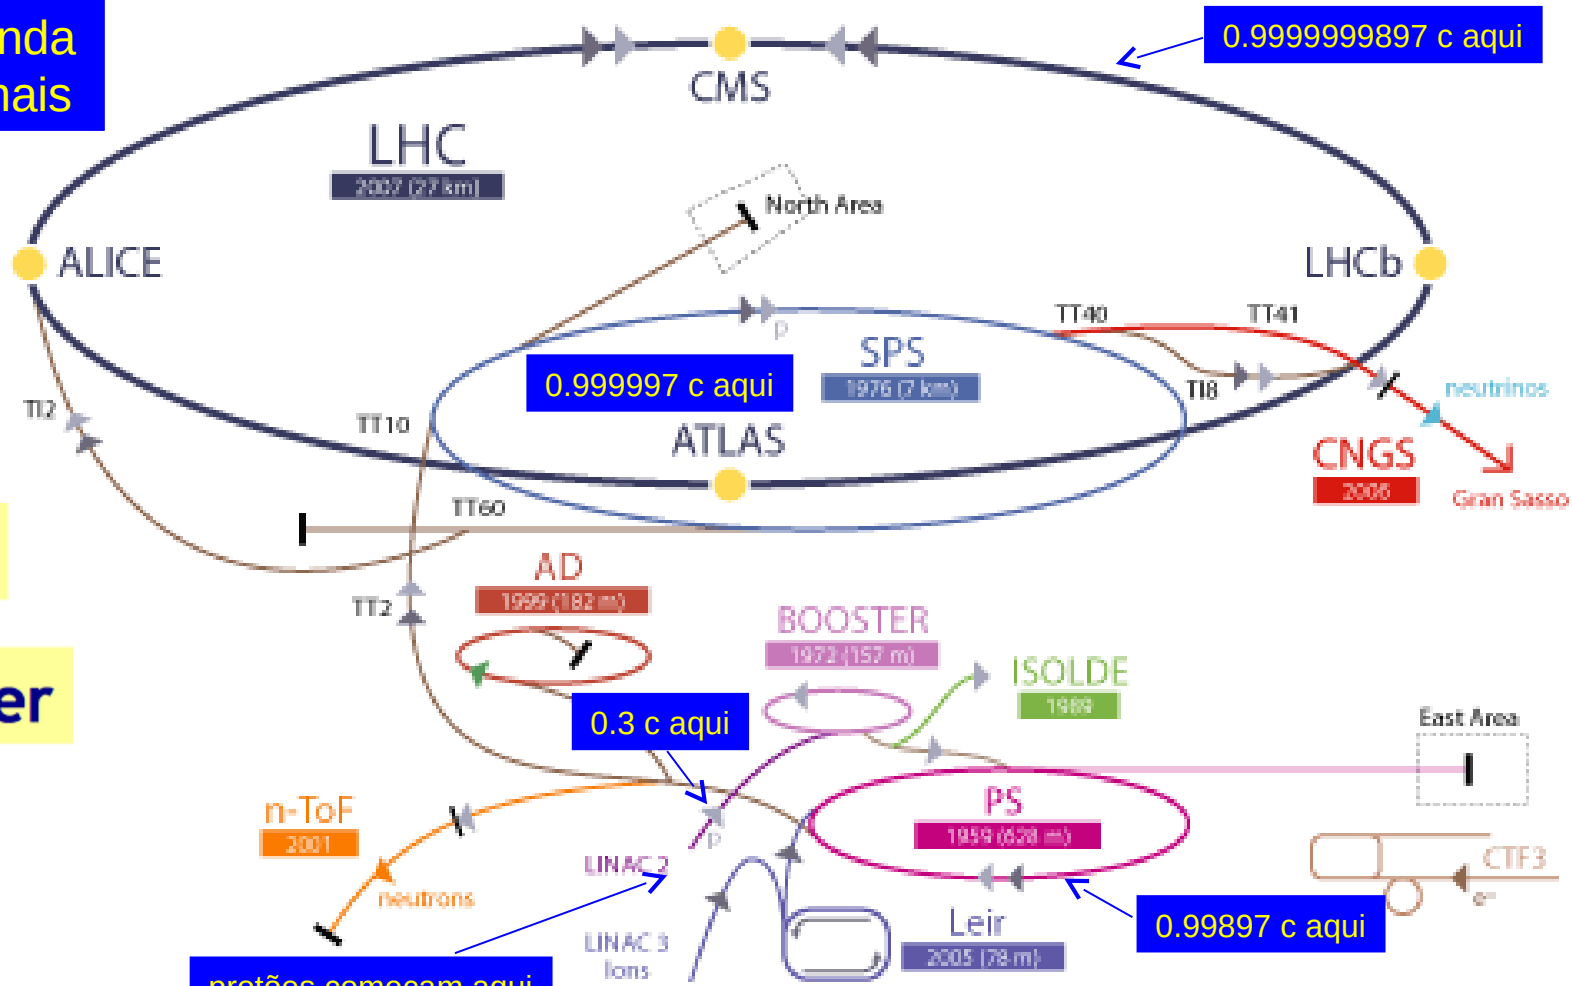 nda
nais
0.9999999897 c aqui
CMS
LHC
2007 (27 km)
North Area
ALICE
LHCb
p
TT40
TT41
SPS
1976 (7 km)
0.999997 c aqui
TI8
neutrinos
TI2
TT10
ATLAS
CNGS
2006
Gran Sasso
TT60
AD
1999 (182 m)
TT2
BOOSTER
1972 (157 m)
ISOLDE
1989
er
0.3 c aqui
East Area
n-ToF
2001
PS
1959 (628 m)
p
LINAC 2
neutrons
CTF3
e-
Leir
2005 (78 m)
0.99897 c aqui
LINAC 3
Ions
protões começam aqui